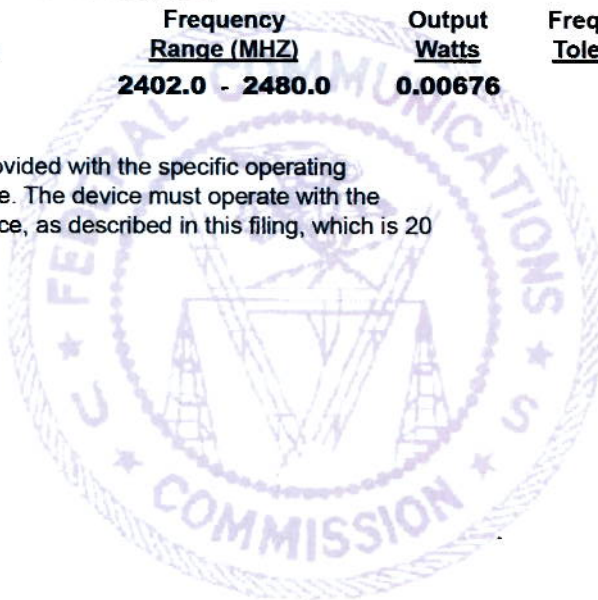 Frequency Output Freq
Range (MHZ) Watts Tole
2402.0 - 2480.0 0.00676
ovided with the specific operating
e. The device must operate with the
ce, as described in this filing, which is 20
FEDERAL COMMUNICATIONS
U S
COMMISSION